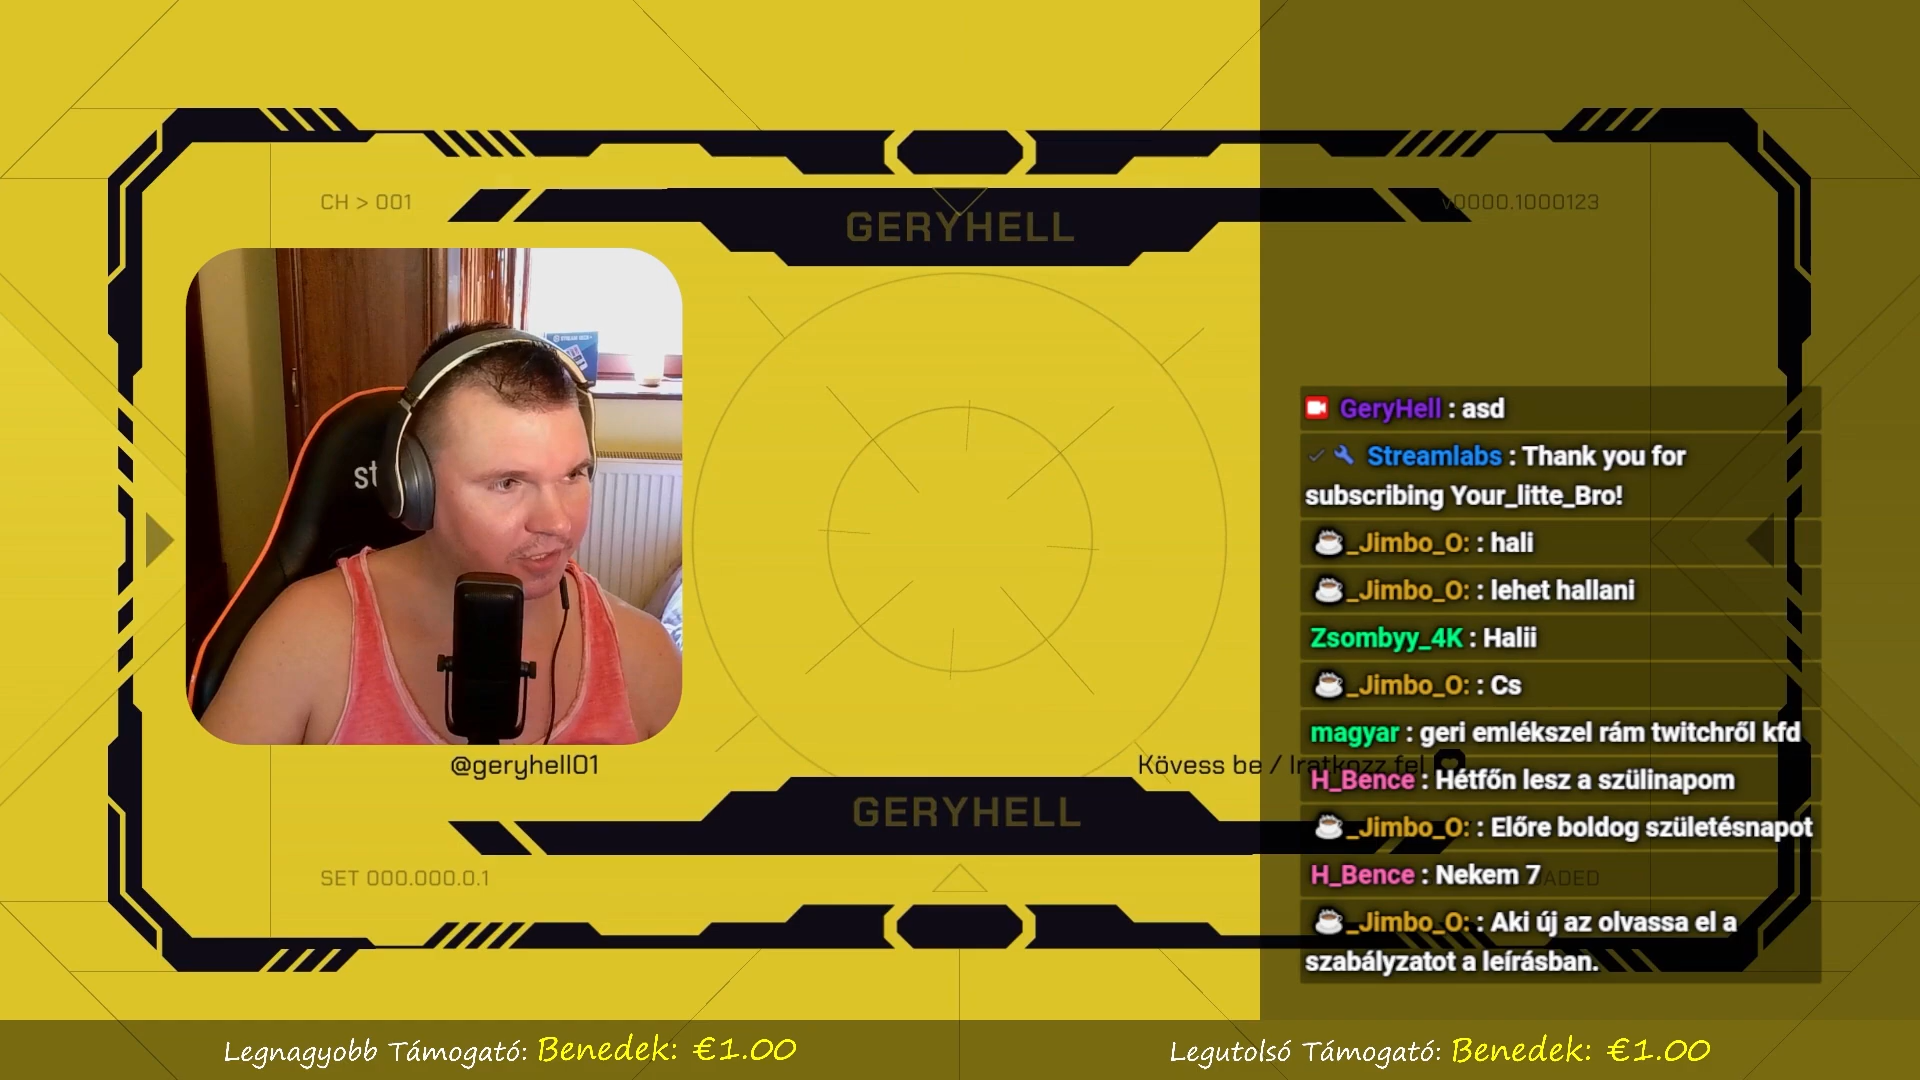 CH > 001
v0000.1000123
GERYHELL
STREAM DECK +
st
GeryHell : asd
Streamlabs : Thank you for
subscribing Your_litte_Bro!
_Jimbo_O: : hali
_Jimbo_O: : lehet hallani
Zsombyy_4K : Halii
_Jimbo_O: : Cs
magyar : geri emlékszel rám twitchről kfd
@geryhell01
Kövess be / Iratkozz fel
H_Bence : Hétfőn lesz a szülinapom
GERYHELL
_Jimbo_O: : Előre boldog születésnapot
SET 000.000.0.1
H_Bence : Nekem 7
_Jimbo_O: : Aki új az olvassa el a
szabályzatot a leírásban.
Legnagyobb Támogató: Benedek: €1.00
Legutolsó Támogató: Benedek: €1.00